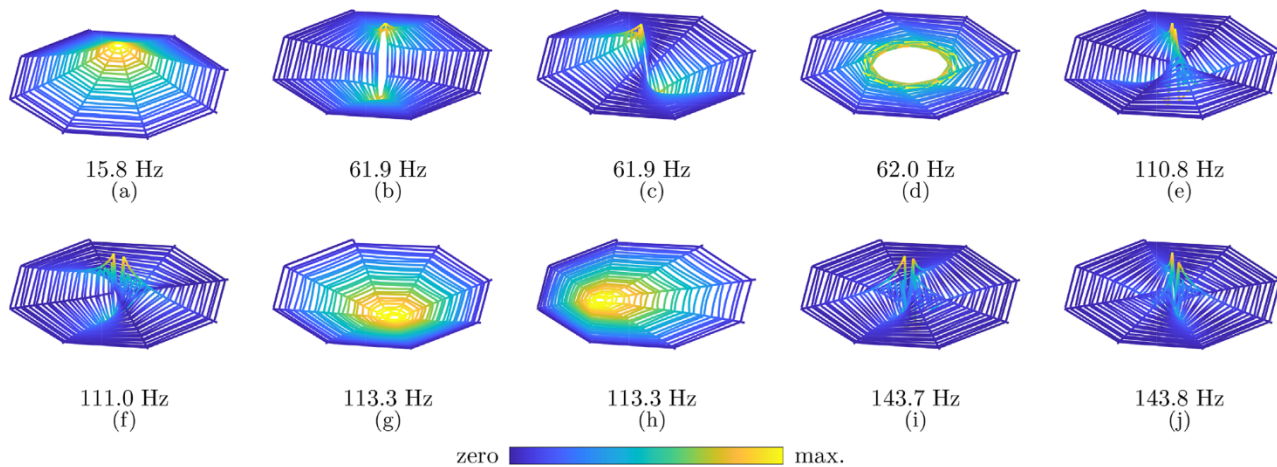 15.8 Hz 61.9 Hz 61.9 Hz 62.0 Hz 110.8 Hz
(a) (b) (c) (d) (e)
111.0 Hz 113.3 Hz 113.3 Hz 143.7 Hz 143.8 Hz
(f) (g) (h) (i) (j)
zero max.